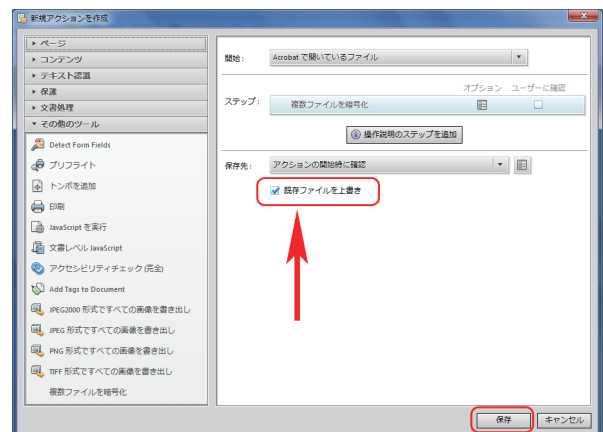 新規アクションを作成
ページ
コンテンツ
テキスト認識
保護
文書処理
その他のツール
Detect Form Fields
プリフライト
トンボを追加
印刷
JavaScript を実行
文書レベル JavaScript
アクセシビリティチェック (完全)
Add Tags to Document
JPEG2000 形式ですべての画像を書き出し
JPEG 形式ですべての画像を書き出し
PNG 形式ですべての画像を書き出し
TIFF 形式ですべての画像を書き出し
複数ファイルを暗号化
開始: Acrobat で開いているファイル
オプション ユーザーに確認
ステップ: 複数ファイルを暗号化
操作説明のステップを追加
保存先: アクションの開始時に確認
既存ファイルを上書き
保存 キャンセル